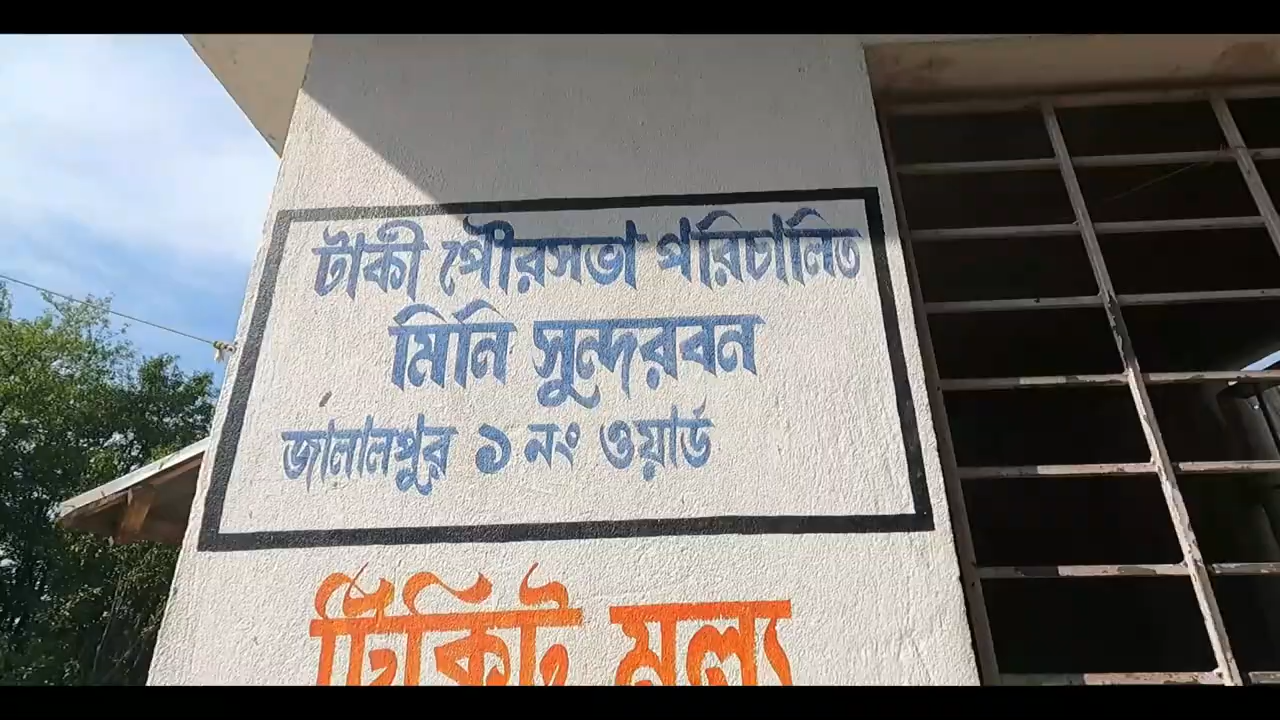 টাকী পৌরসভা পরিচালিত
মিনি সুন্দরবন
জালালপুর ১ নং ওয়ার্ড
টিকিট মূল্য